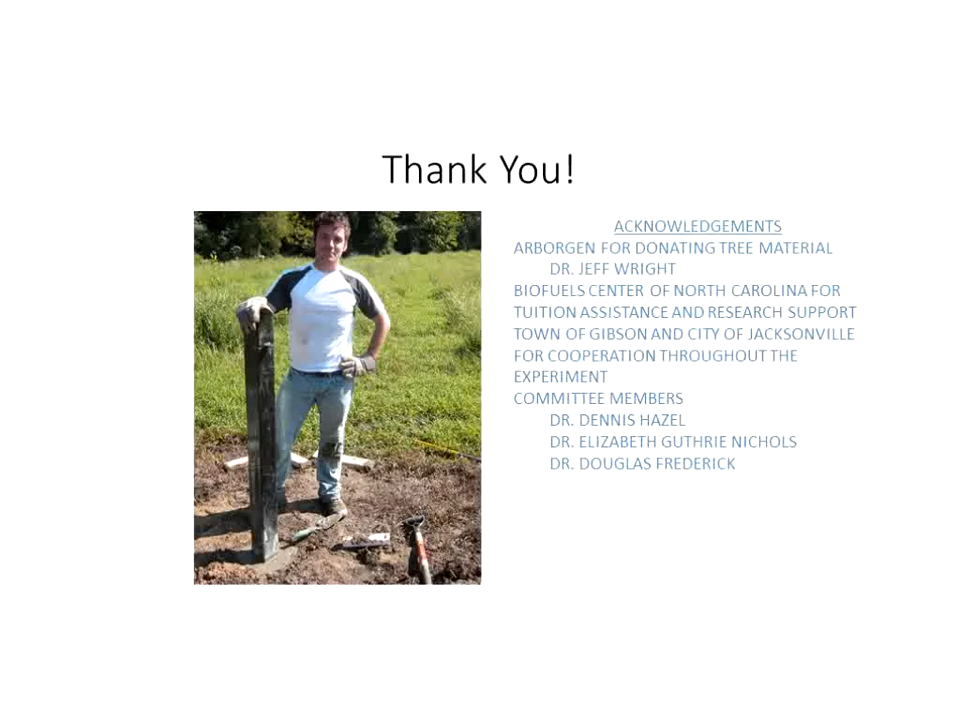 Thank You!
ACKNOWLEDGEMENTS
ARBORGEN FOR DONATING TREE MATERIAL
DR. JEFF WRIGHT
BIOFUELS CENTER OF NORTH CAROLINA FOR
TUITION ASSISTANCE AND RESEARCH SUPPORT
TOWN OF GIBSON AND CITY OF JACKSONVILLE
FOR COOPERATION THROUGHOUT THE
EXPERIMENT
COMMITTEE MEMBERS
DR. DENNIS HAZEL
DR. ELIZABETH GUTHRIE NICHOLS
DR. DOUGLAS FREDERICK